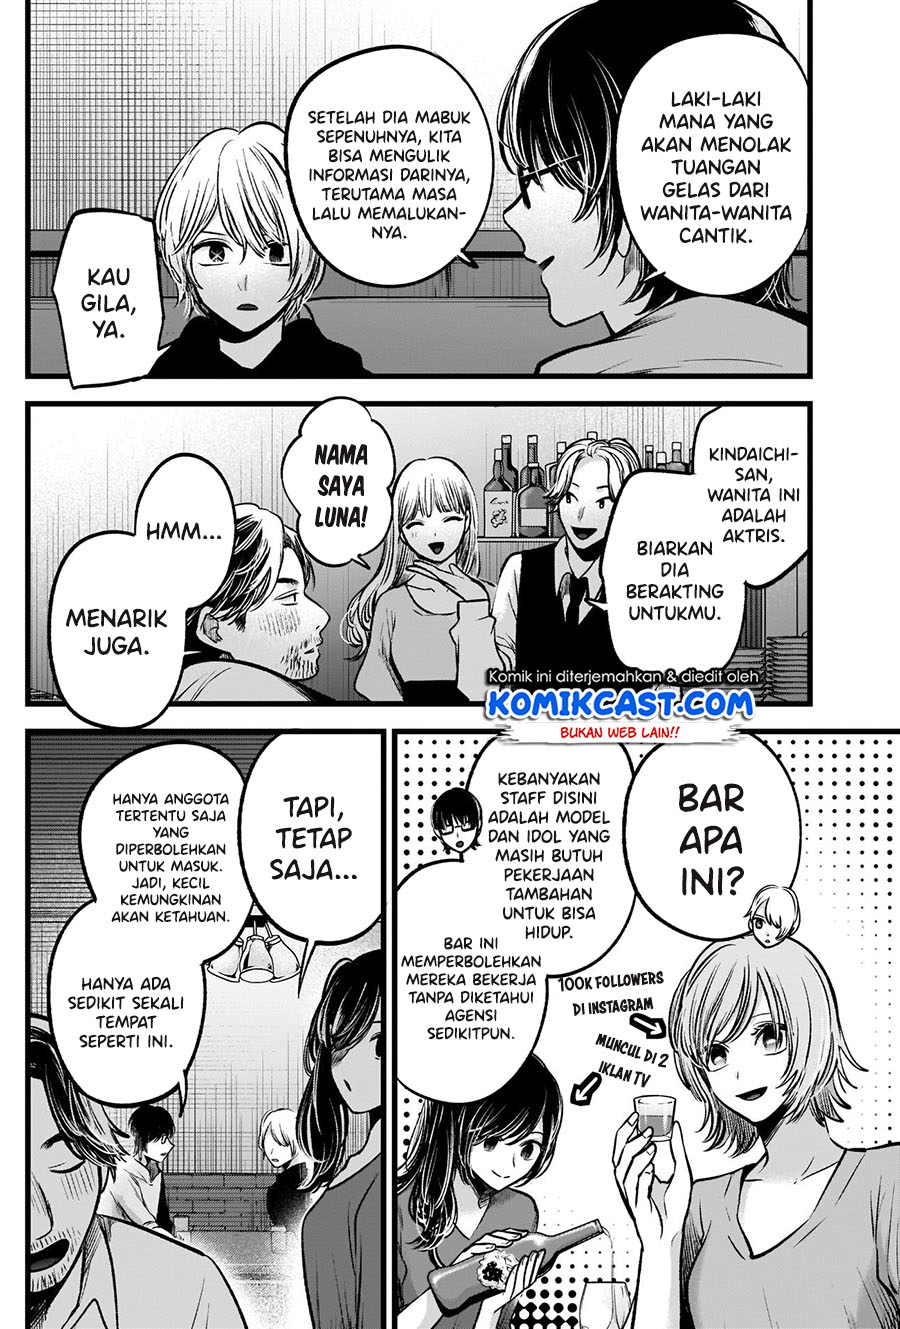 LAKI-LAKI
MANA YANG
AKAN MENOLAK
TUANGAN
GELAS DARI
WANITA-WANITA
CANTIK.
SETELAH DIA MABUK
SEPENUHNYA, KITA
BISA MENGULIK
INFORMASI DARINYA,
TERUTAMA MASA
LALU MEMALUKAN-
NYA.
KAU
GILA,
YA.
KINDAICHI-
SAN,
WANITA INI
ADALAH
AKTRIS.
BIARKAN
DIA
BERAKTING
UNTUKMU.
NAMA
SAYA
LUNA!
HMM...
MENARIK
JUGA.
Komik ini diterjemahkan & diedit oleh
KOMIKCAST.COM
BUKAN WEB LAIN!!
BAR
APA
INI?
KEBANYAKAN
STAFF DISINI
ADALAH MODEL
DAN IDOL YANG
MASIH BUTUH
PEKERJAAN
TAMBAHAN
UNTUK BISA
HIDUP.
BAR INI
MEMPERBOLEHKAN
MEREKA BEKERJA
TANPA DIKETAHUI
AGENSI
SEDIKITPUN.
100K FOLLOWERS
DI INSTAGRAM
MUNCUL DI 2
IKLAN TV
TAPI,
TETAP
SAJA...
HANYA ANGGOTA
TERTENTU SAJA
YANG
DIPERBOLEHKAN
UNTUK MASUK.
JADI, KECIL
KEMUNGKINAN
AKAN KETAHUAN.
HANYA ADA
SEDIKIT SEKALI
TEMPAT
SEPERTI INI.